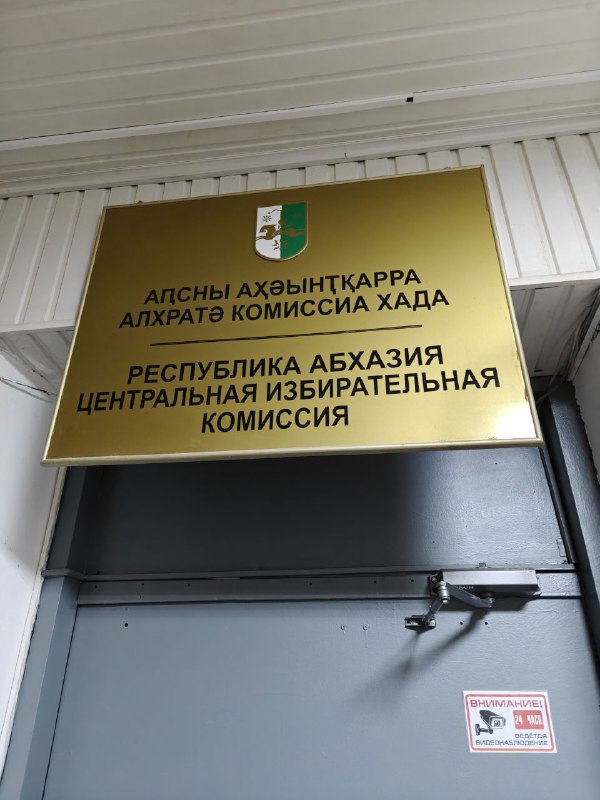 АԤСНЫ АҲӘЫНҬҚАРРА
АЛХРАТӘ КОМИССИА ХАДА
РЕСПУБЛИКА АБХАЗИЯ
ЦЕНТРАЛЬНАЯ ИЗБИРАТЕЛЬНАЯ
КОМИССИЯ
ВНИМАНИЕ!
24 ЧАСА
ВЕДЁТСЯ
ВИДЕОНАБЛЮДЕНИЕ